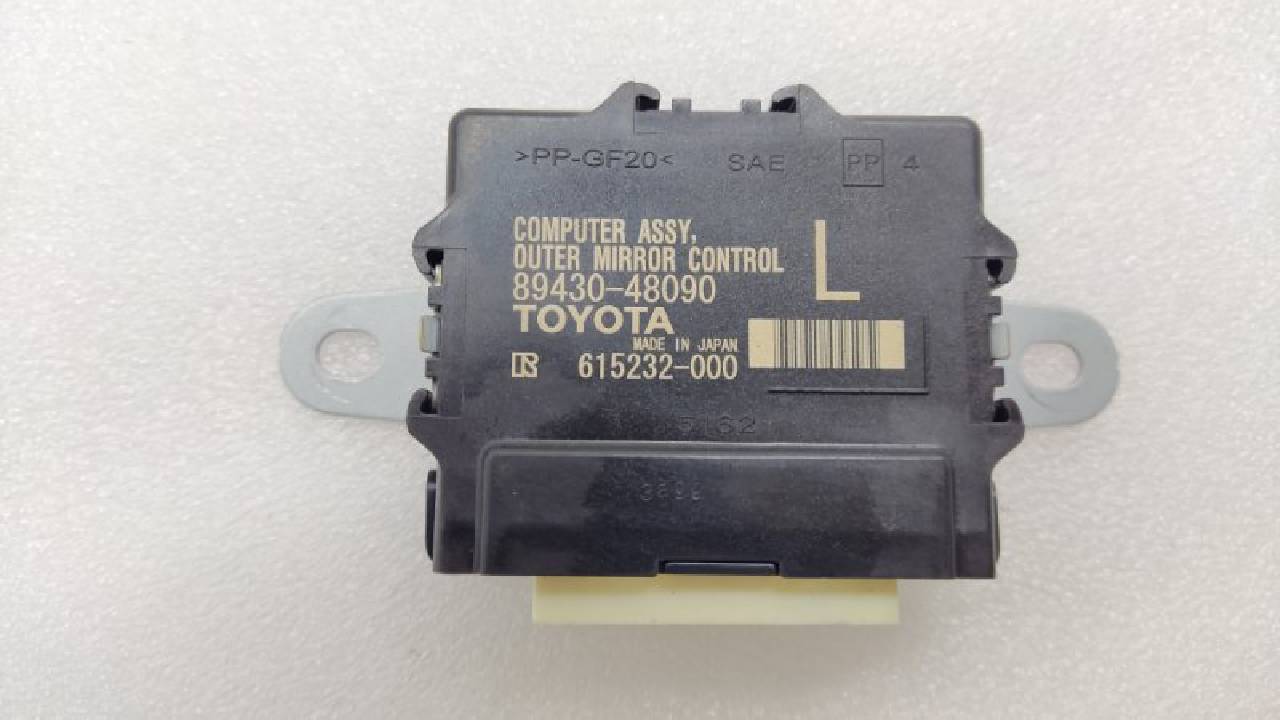 >PP-GF20< SAE PP 4
COMPUTER ASSY,
OUTER MIRROR CONTROL L
89430-48090
TOYOTA
MADE IN JAPAN
R 615232-000